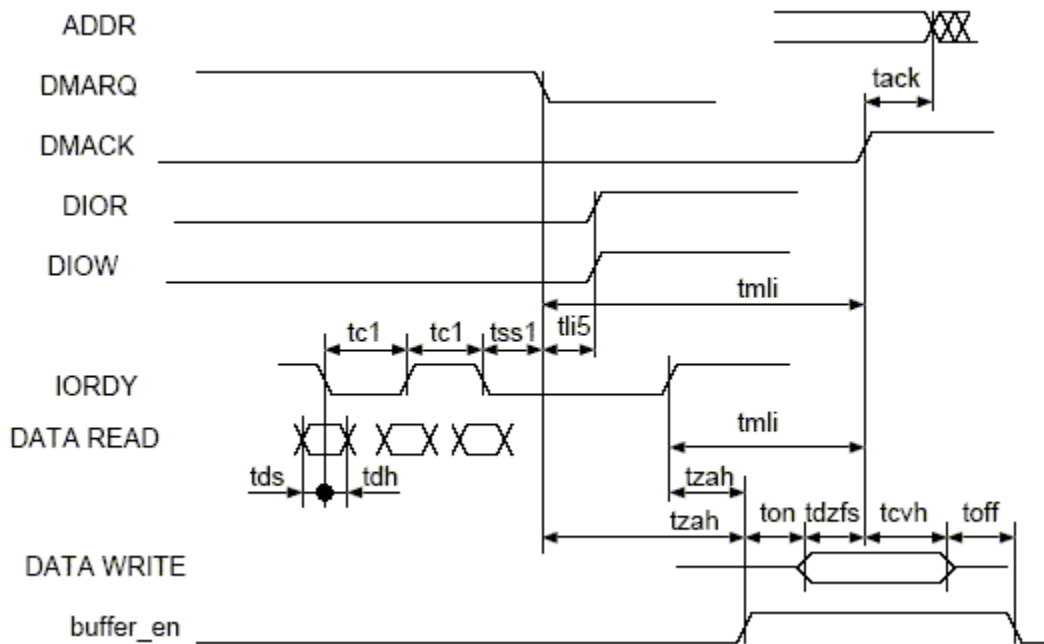 ADDR
DMARQ
tack
DMACK
DIOR
DIOW
tmli
tc1 tc1 tss1 tli5
IORDY
DATA READ
tmli
tds tdh
tzah
tzah ton tdzfs tcvh toff
DATA WRITE
buffer_en